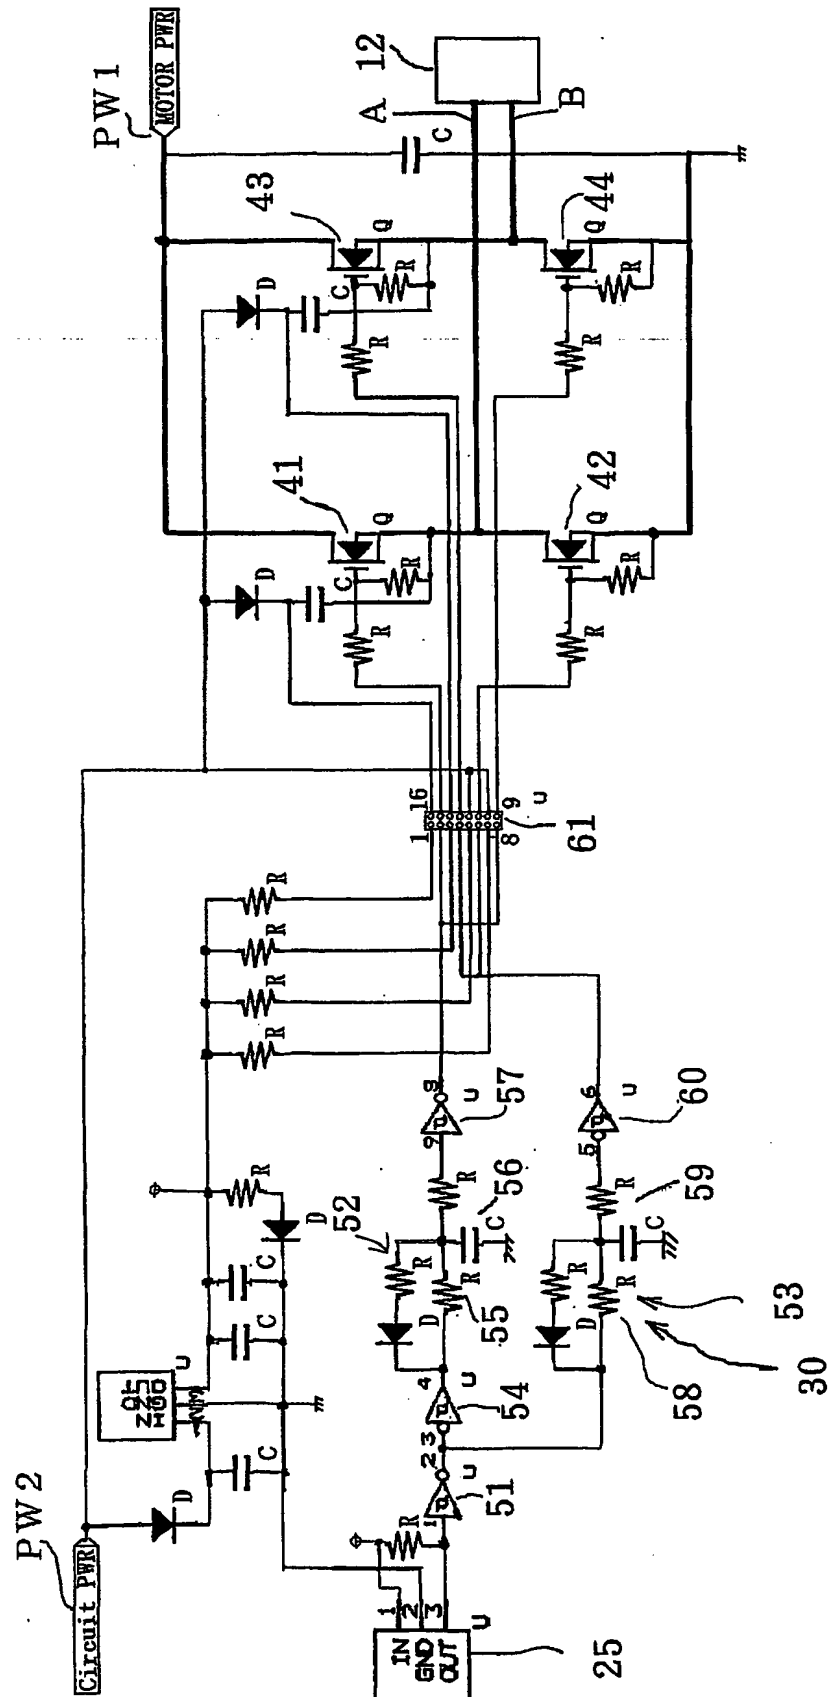 PW1
MOTOR PWR
12
A
B
C
43
44
Q
Q
D
C
R
R
R
R
41
42
Q
Q
D
C
R
R
R
R
1
16
8
9
U
61
R
R
R
R
57
U
9
8
60
U
5
6
R
D
C
C
52
R
R
56
C
55
R
D
59
R
R
C
R
D
53
58
30
U
C
D
PW2
Circuit PWR
54
U
3
4
51
U
1
2
R
1
2
3
IN
GND
OUT
U
25